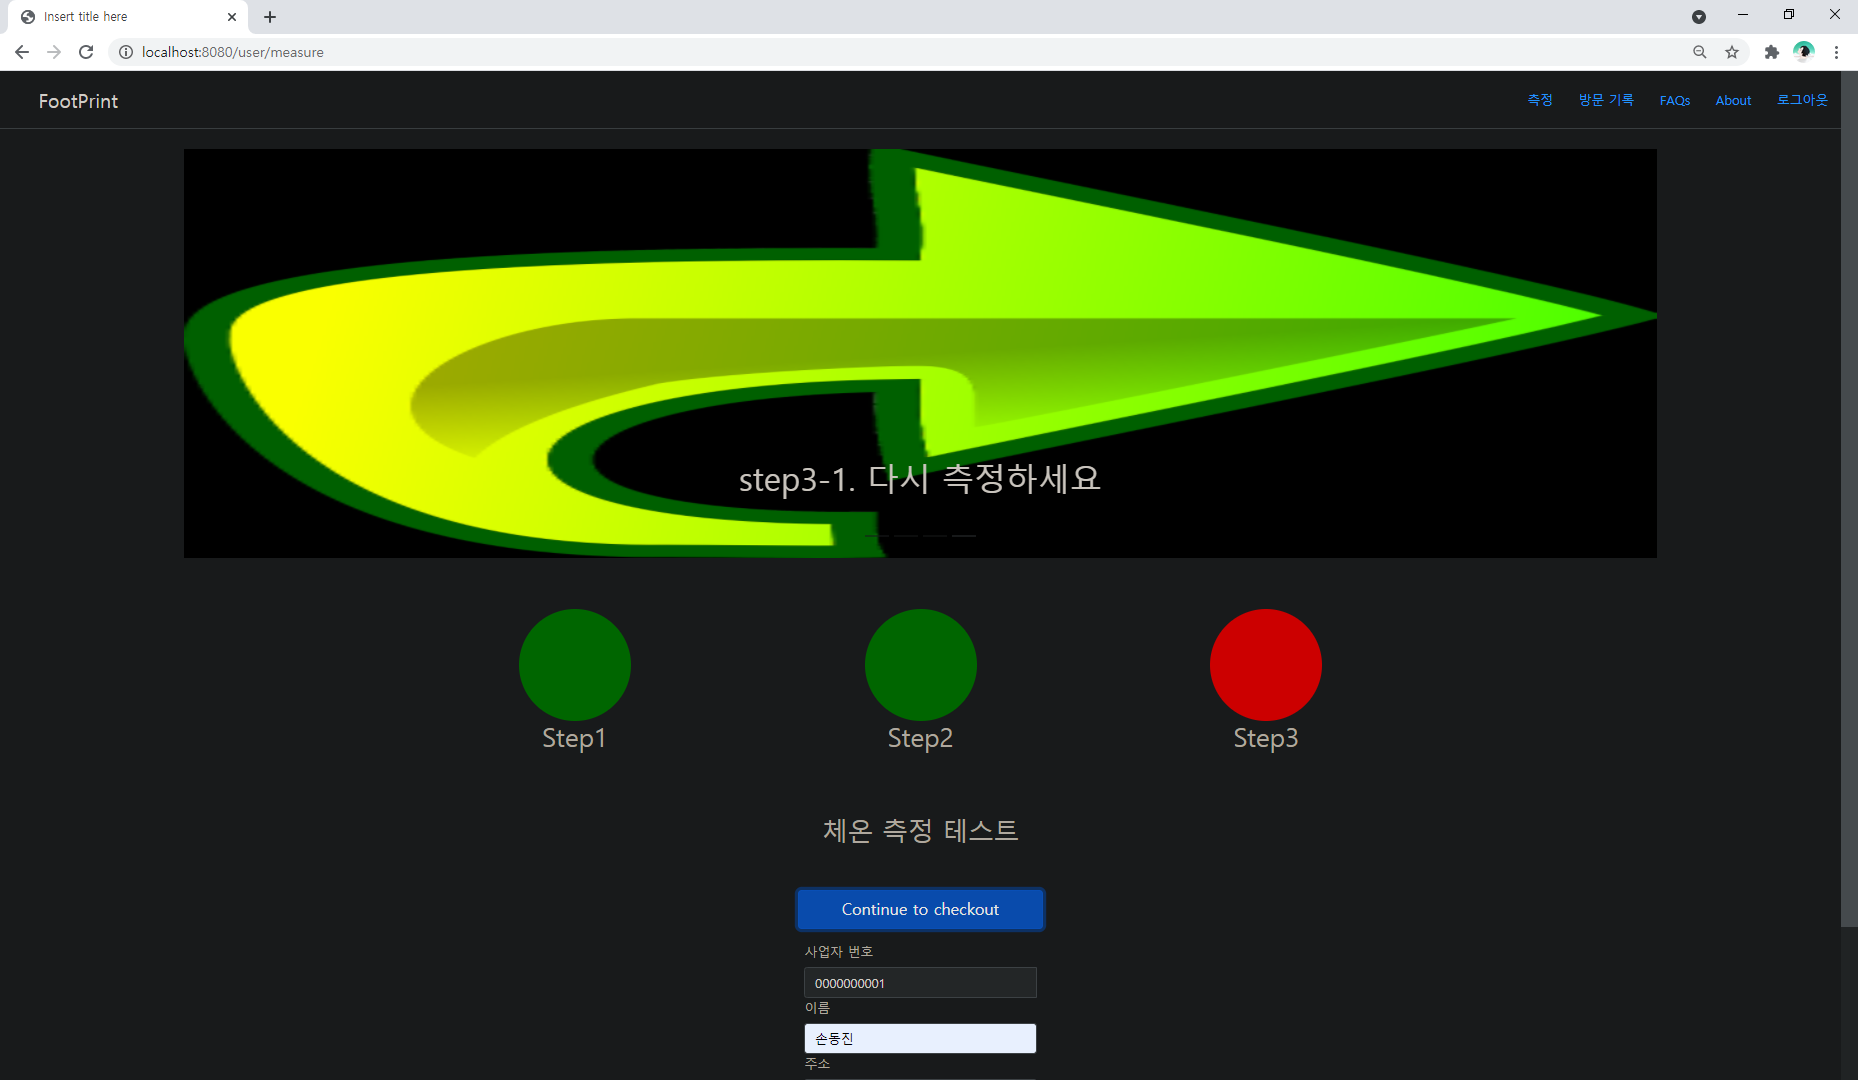 Insert title here
localhost:8080/user/measure
FootPrint
측정 방문 기록 FAQs About 로그아웃
step3-1. 다시 측정하세요
Step1 Step2 Step3
체온 측정 테스트
Continue to checkout
사업자 번호
0000000001
이름
손동진
주소